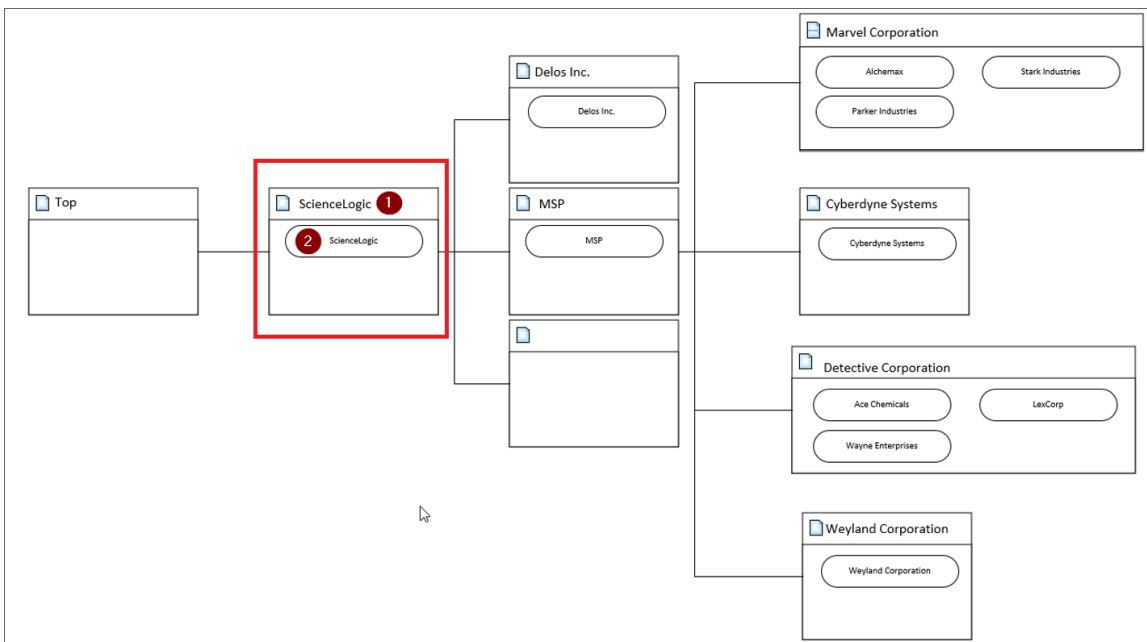 Top
ScienceLogic 1
2 ScienceLogic
Delos Inc.
Delos Inc.
MSP
MSP
Marvel Corporation
Alchemax
Stark Industries
Parker Industries
Cyberdyne Systems
Cyberdyne Systems
Detective Corporation
Ace Chemicals
LexCorp
Wayne Enterprises
Weyland Corporation
Weyland Corporation